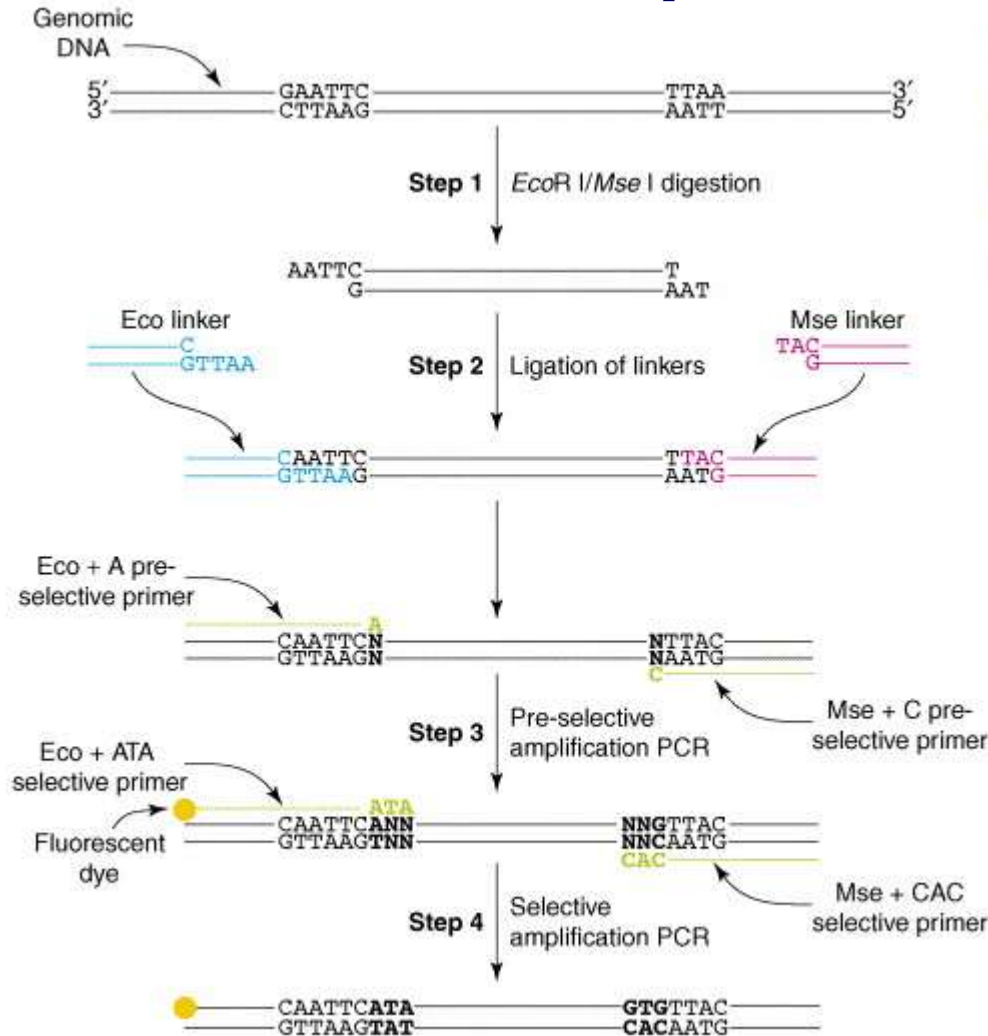 Genomic
DNA
5′ GAATTC TTAA 3′
3′ CTTAAG AATT 5′
Step 1 EcoR I/Mse I digestion
AATTC T
G AAT
Eco linker
C
GTTAA
Mse linker
TAC
G
Step 2 Ligation of linkers
CAATTC TTAC
GTTAAG AATG
Eco + A pre-
selective primer
A
CAATTCN NTTAC
GTTAAGN NAATG
C
Mse + C pre-
selective primer
Step 3 Pre-selective
amplification PCR
Eco + ATA
selective primer
ATA
CAATTCANN NNGTTAC
GTTAAGTNN NNCAATG
CAC
Fluorescent
dye
Mse + CAC
selective primer
Step 4 Selective
amplification PCR
CAATTCATA GTGTTAC
GTTAAGTAT CACAATG